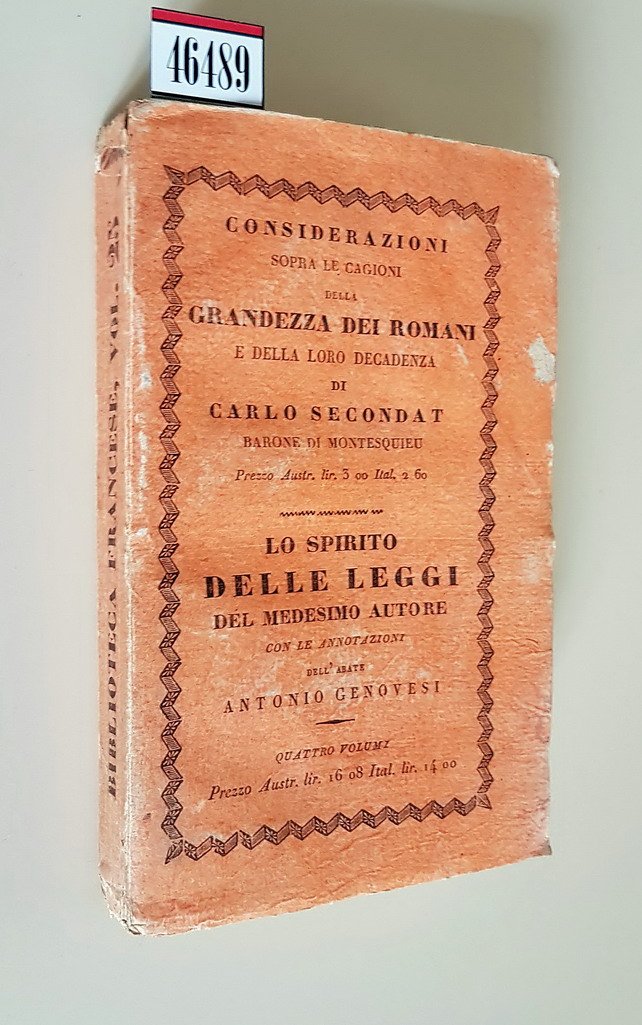 46489
CONSIDERAZIONI
SOPRA LE CAGIONI
DELLA
GRANDEZZA DEI ROMANI
E DELLA LORO DECADENZA
DI
CARLO SECONDAT
BARONE DI MONTESQUIEU
Prezzo Austr. lir. 3 00 Ital. 2 60
LO SPIRITO
DELLE LEGGI
DEL MEDESIMO AUTORE
CON LE ANNOTAZIONI
DELL'ABATE
ANTONIO GENOVESI
QUATTRO VOLUMI
Prezzo Austr. lir. 16 08 Ital. lir. 14 00
BIBLIOTECA FRANCESE, VOL.